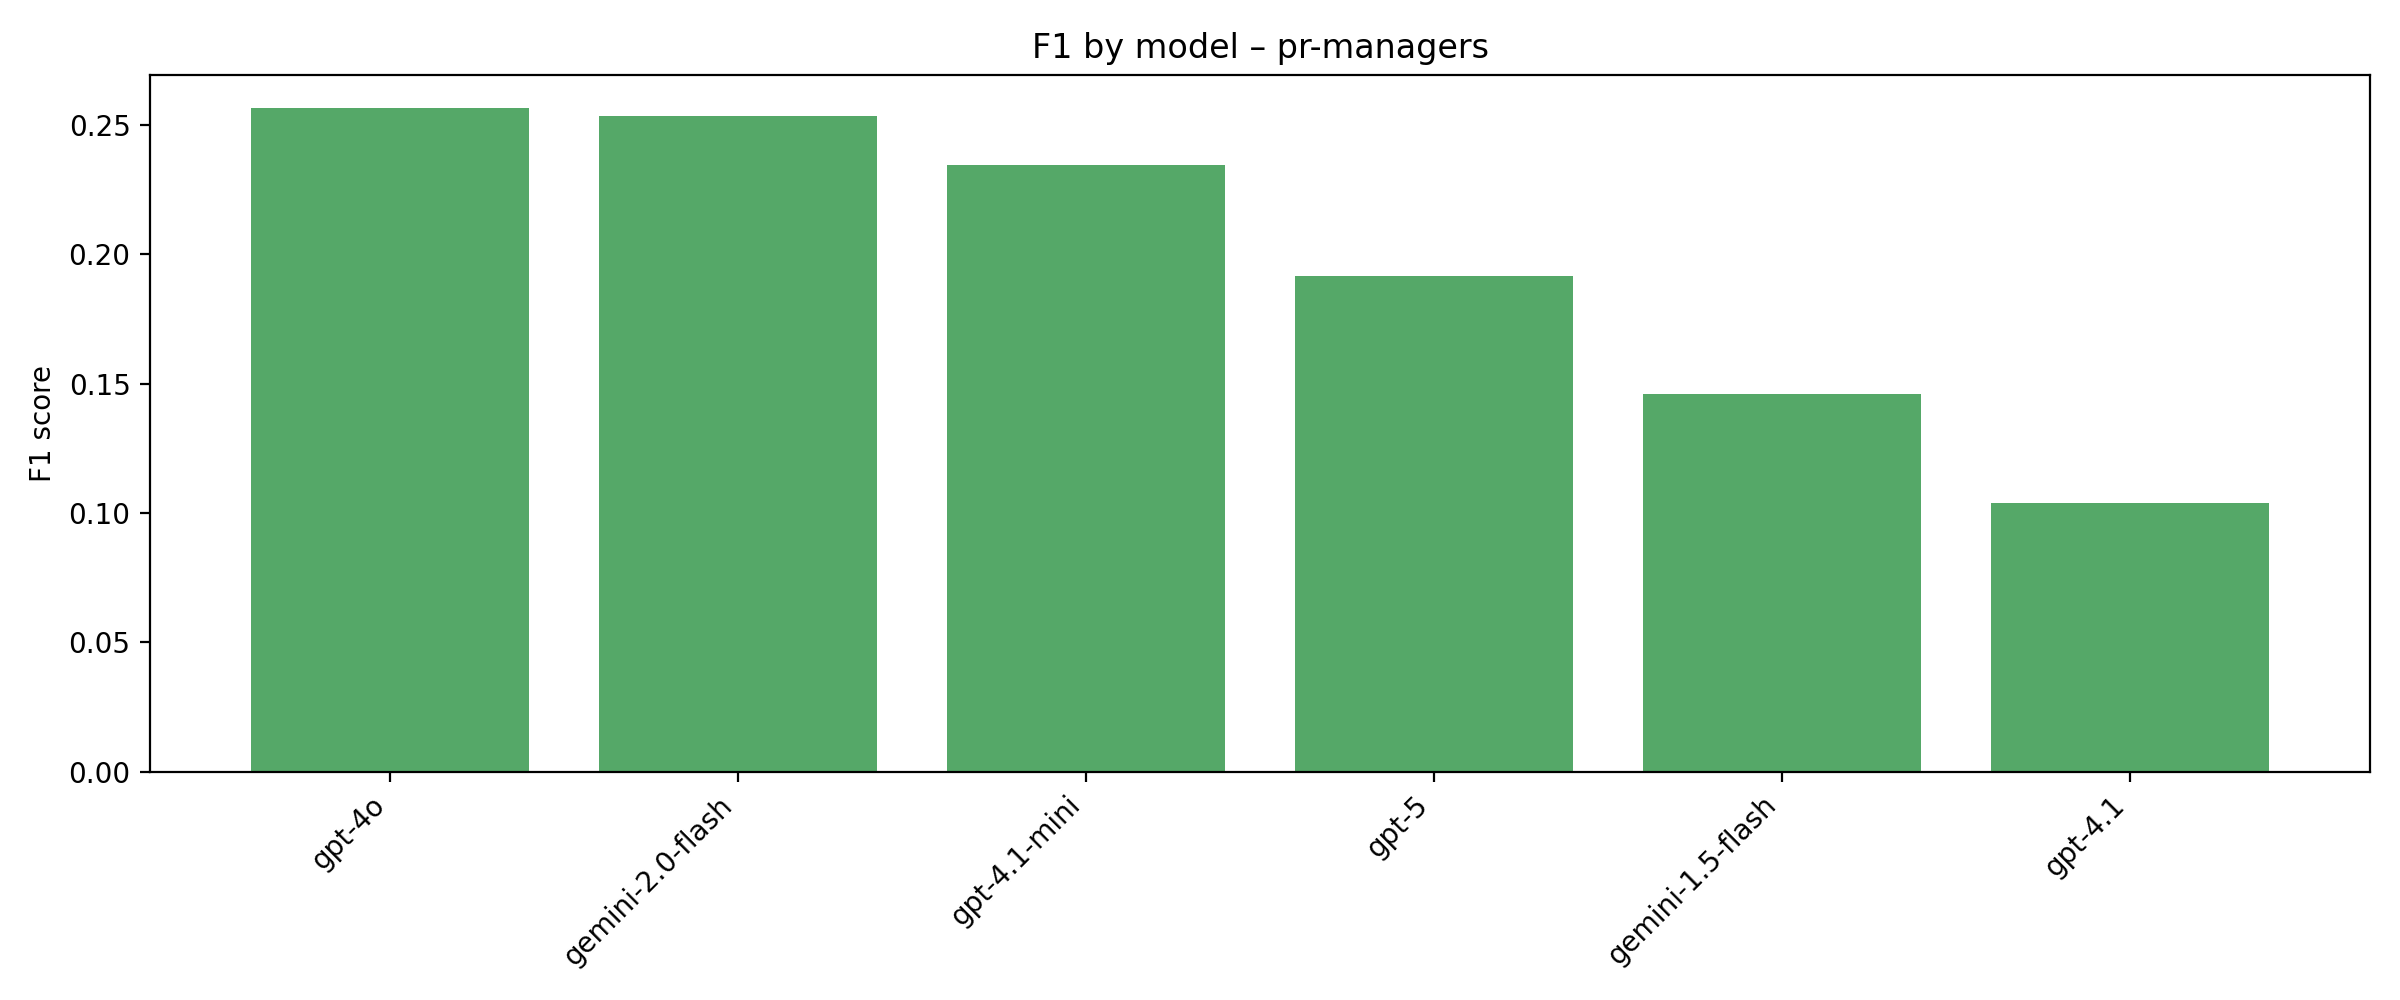 F1 by model – pr-managers
F1 score
0.25
0.20
0.15
0.10
0.05
0.00
gpt-4o
gemini-2.0-flash
gpt-4.1-mini
gpt-5
gemini-1.5-flash
gpt-4.1